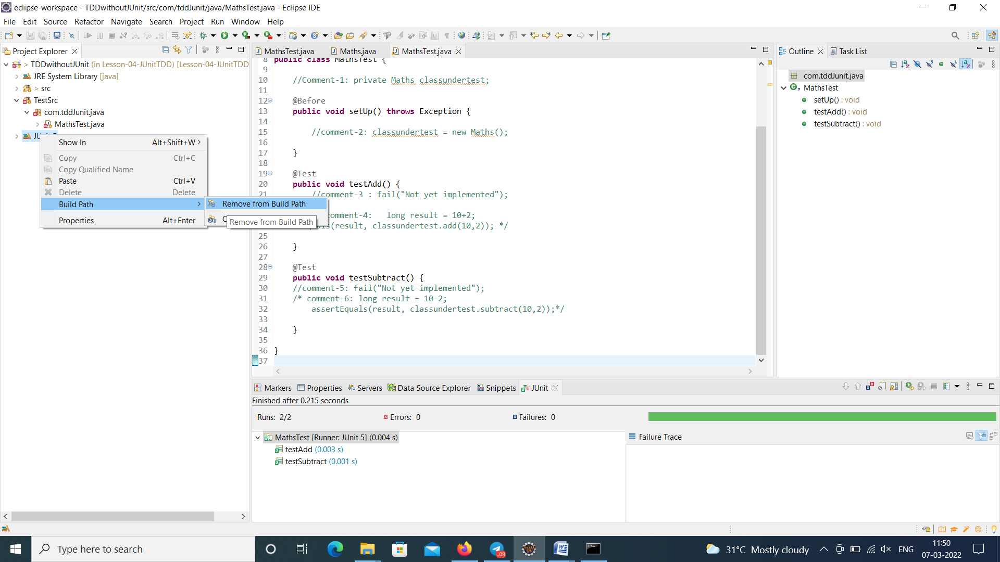 eclipse-workspace - TDDwithoutJUnit/src/com/tddJunit/java/MathsTest.java - Eclipse IDE
File Edit Source Refactor Navigate Search Project Run Window Help
Project Explorer
> TDDwithoutJUnit (in Lesson-04-JUnitTDD) [Lesson-04-JUnitTDD
JRE System Library [java]
> src
TestSrc
com.tddJunit.java
MathsTest.java
Show In Alt+Shift+W
Copy Ctrl+C
Copy Qualified Name
Paste Ctrl+V
Delete Delete
Build Path
Properties Alt+Enter
Remove from Build Path
Remove from Build Path
MathsTest.java Maths.java MathsTest.java
8 public class MathsTest {
9
10 //Comment-1: private Maths classundertest;
11
12 @Before
13 public void setUp() throws Exception {
14
15 //comment-2: classundertest = new Maths();
16
17 }
18
19 @Test
20 public void testAdd() {
21 //comment-3 : fail("Not yet implemented");
comment-4: long result = 10+2;
(result, classundertest.add(10,2)); */
25
26 }
27
28 @Test
29 public void testSubtract() {
30 //comment-5: fail("Not yet implemented");
31 /* comment-6: long result = 10-2;
32 assertEquals(result, classundertest.subtract(10,2));*/
33
34 }
35
36 }
37
Outline Task List
com.tddJunit.java
MathsTest
setUp() : void
testAdd() : void
testSubtract() : void
Markers Properties Servers Data Source Explorer Snippets JUnit
Finished after 0.215 seconds
Runs: 2/2 Errors: 0 Failures: 0
MathsTest [Runner: JUnit 5] (0.004 s)
testAdd (0.003 s)
testSubtract (0.001 s)
Failure Trace
Type here to search
31°C Mostly cloudy
ENG
11:50
07-03-2022